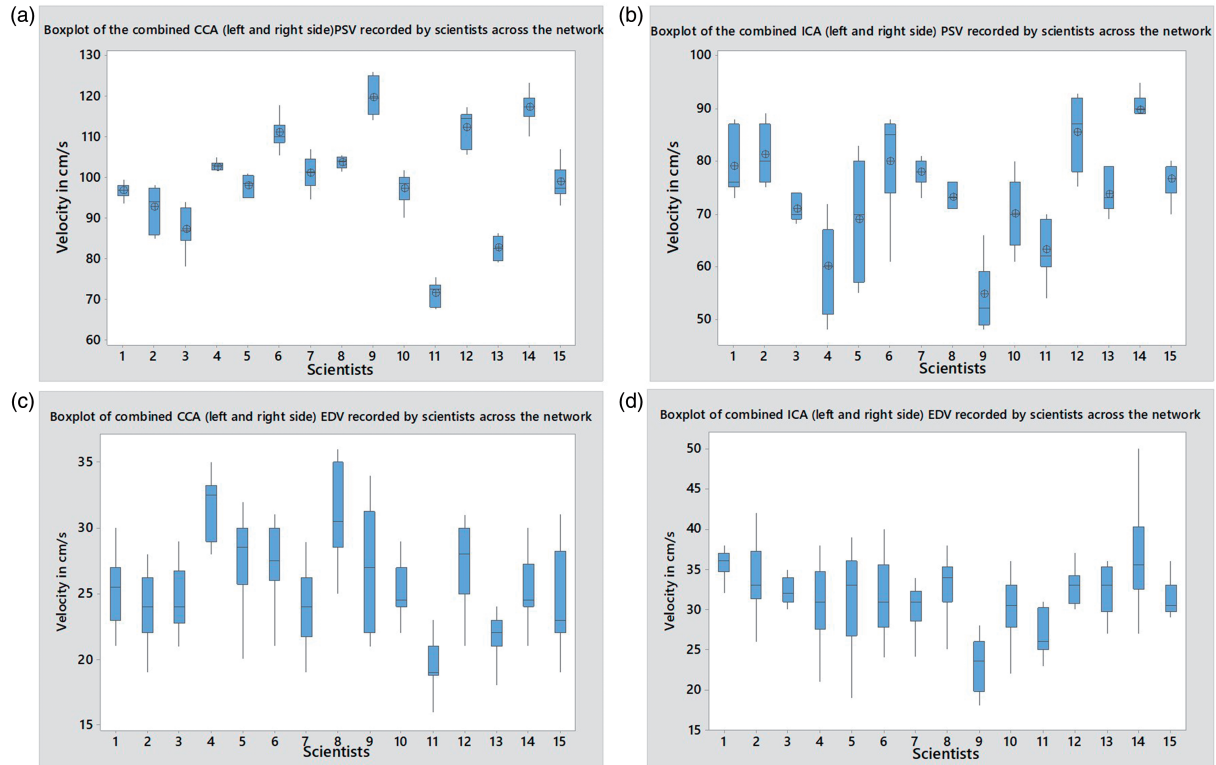 (a)
Boxplot of the combined CCA (left and right side)PSV recorded by scientists across the network
Velocity in cm/s
130
120
110
100
90
80
70
60
1 2 3 4 5 6 7 8 9 10 11 12 13 14 15
Scientists
(b)
Boxplot of the combined ICA (left and right side) PSV recorded by scientists across the network
Velocity in cm/s
100
90
80
70
60
50
1 2 3 4 5 6 7 8 9 10 11 12 13 14 15
Scientists
(c)
Boxplot of combined CCA (left and right side) EDV recorded by scientists across the network
Velocity in cm/s
35
30
25
20
15
1 2 3 4 5 6 7 8 9 10 11 12 13 14 15
Scientists
(d)
Boxplot of combined ICA (left and right side) EDV recorded by scientists across the network
Velocity in cm/s
50
45
40
35
30
25
20
15
1 2 3 4 5 6 7 8 9 10 11 12 13 14 15
Scientists